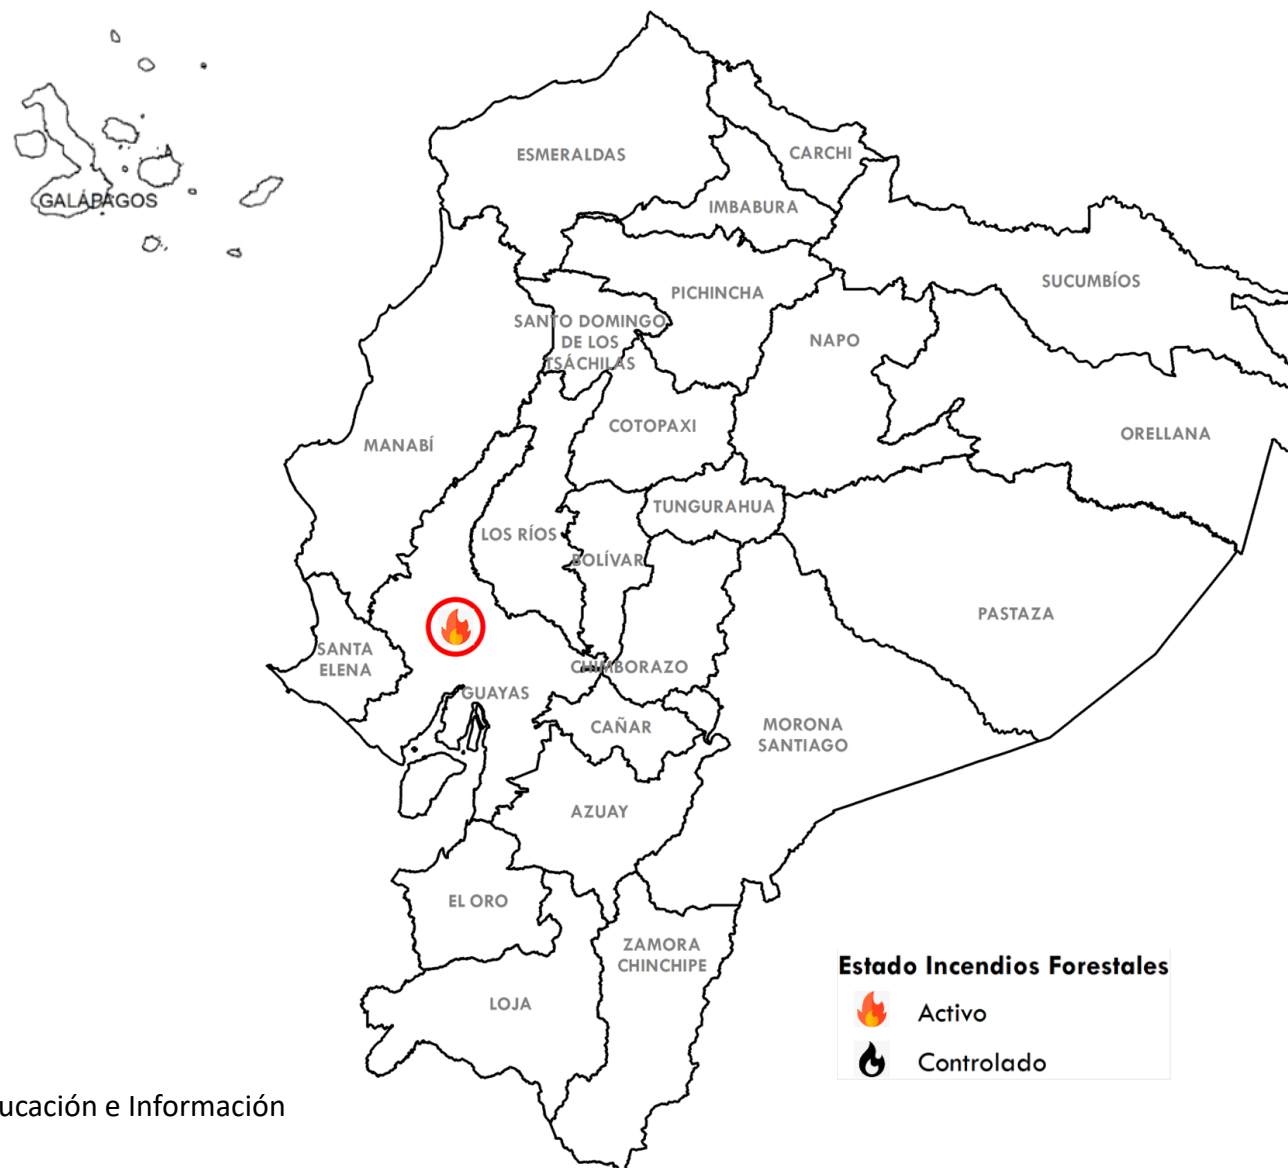 ESMERALDAS
CARCHI
GALÁPAGOS
IMBABURA
SUCUMBÍOS
PICHINCHA
SANTO DOMINGO
DE LOS
TSÁCHILAS
NAPO
COTOPAXI
ORELLANA
MANABÍ
TUNGURAHUA
LOS RÍOS
BOLÍVAR
PASTAZA
SANTA
ELENA
CHIMBORAZO
GUAYAS
CAÑAR
MORONA
SANTIAGO
AZUAY
EL ORO
ZAMORA
CHINCHIPE
LOJA
Estado Incendios Forestales
Activo
Controlado
ucación e Información